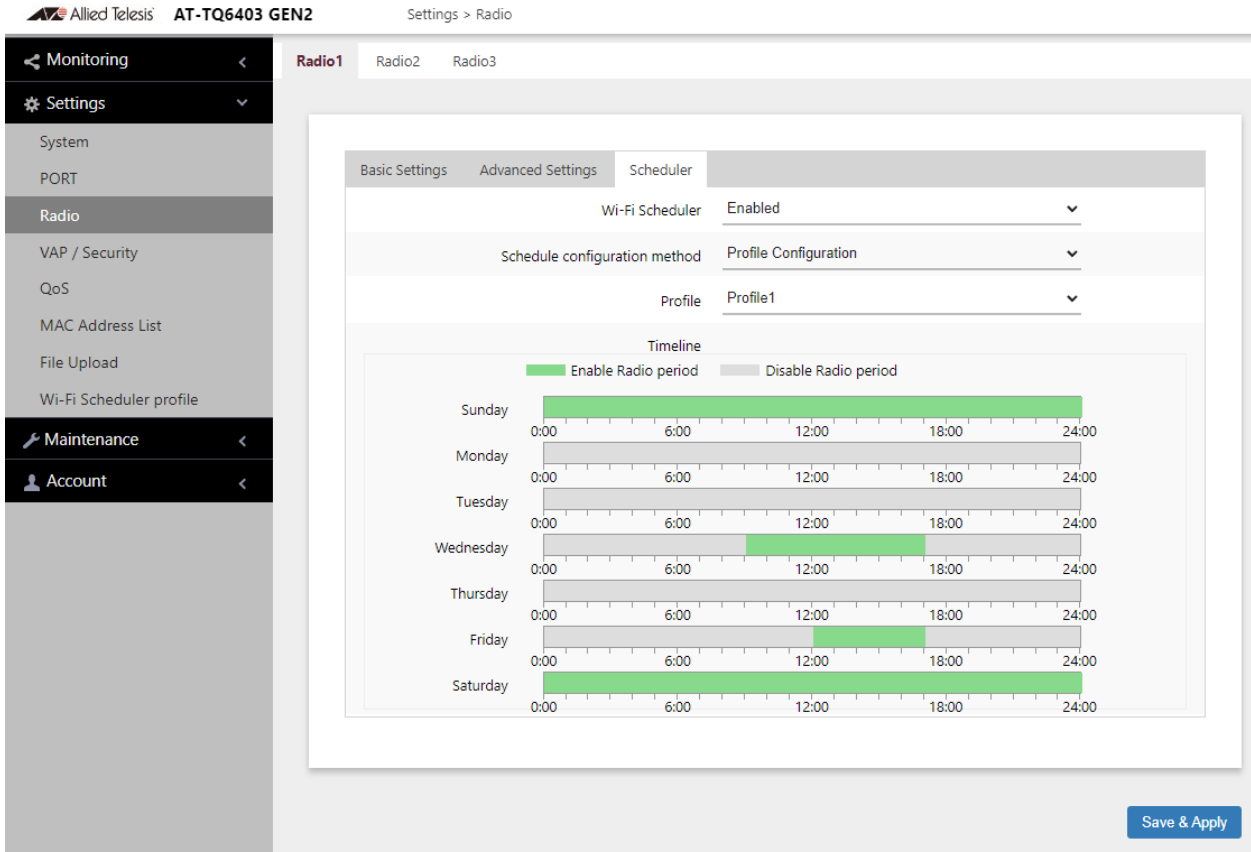 Allied Telesis AT-TQ6403 GEN2 Settings > Radio
Monitoring
Settings
System
PORT
Radio
VAP / Security
QoS
MAC Address List
File Upload
Wi-Fi Scheduler profile
Maintenance
Account
Radio1 Radio2 Radio3
Basic Settings Advanced Settings Scheduler
Wi-Fi Scheduler Enabled
Schedule configuration method Profile Configuration
Profile Profile1
Timeline
Enable Radio period Disable Radio period
Sunday
0:00 6:00 12:00 18:00 24:00
Monday
0:00 6:00 12:00 18:00 24:00
Tuesday
0:00 6:00 12:00 18:00 24:00
Wednesday
0:00 6:00 12:00 18:00 24:00
Thursday
0:00 6:00 12:00 18:00 24:00
Friday
0:00 6:00 12:00 18:00 24:00
Saturday
0:00 6:00 12:00 18:00 24:00
Save & Apply